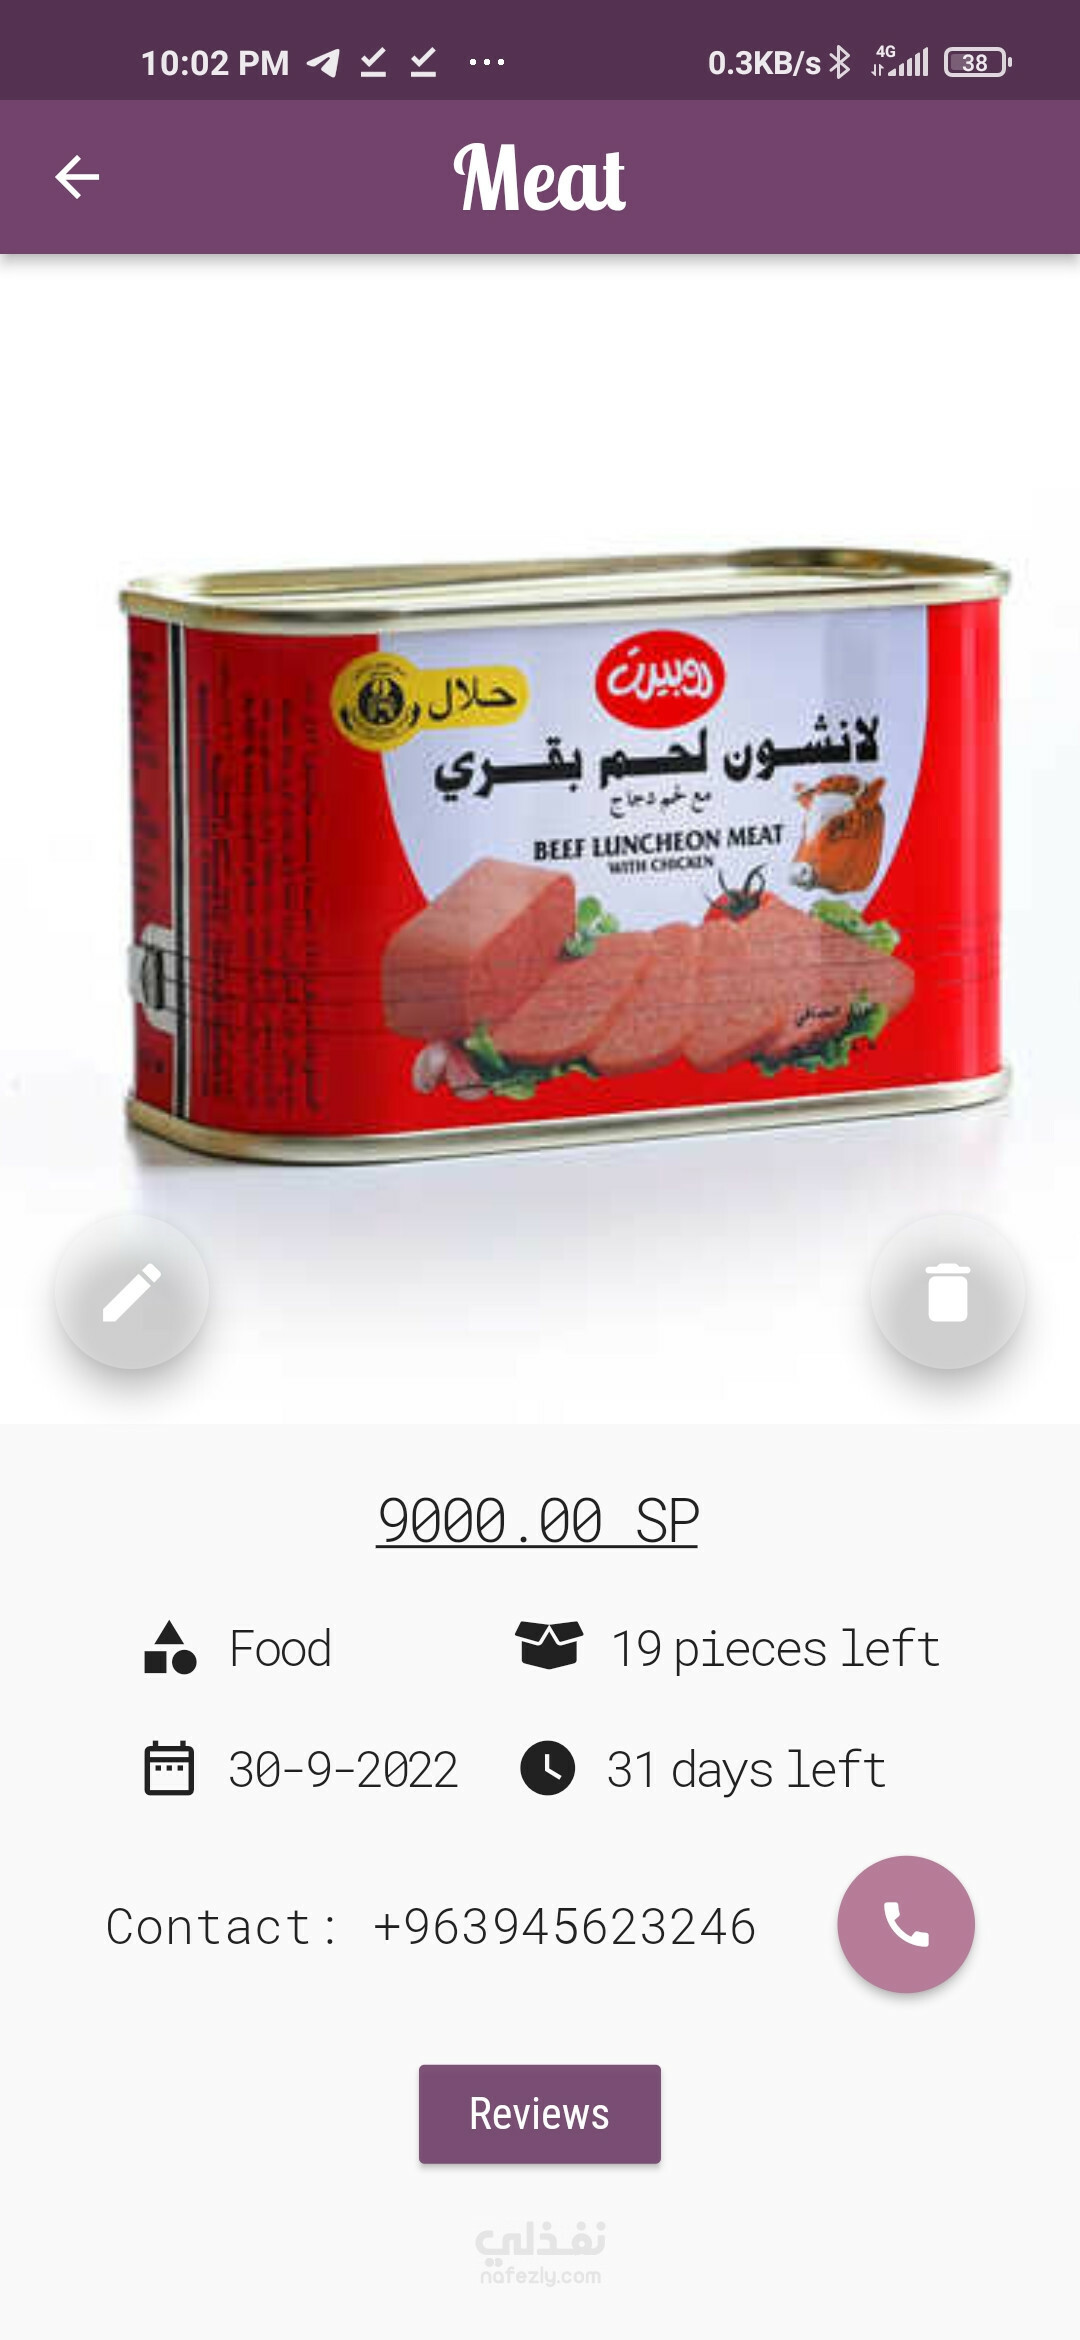 10:02 PM
0.3KB/s 4G 38
Meat
حلال
روبيرت
لانشون لحم بقري
مع لحم دجاج
BEEF LUNCHEON MEAT
WITH CHICKEN
9000.00 SP
Food
19 pieces left
30-9-2022
31 days left
Contact: +963945623246
Reviews
نفذلي
nafezly.com